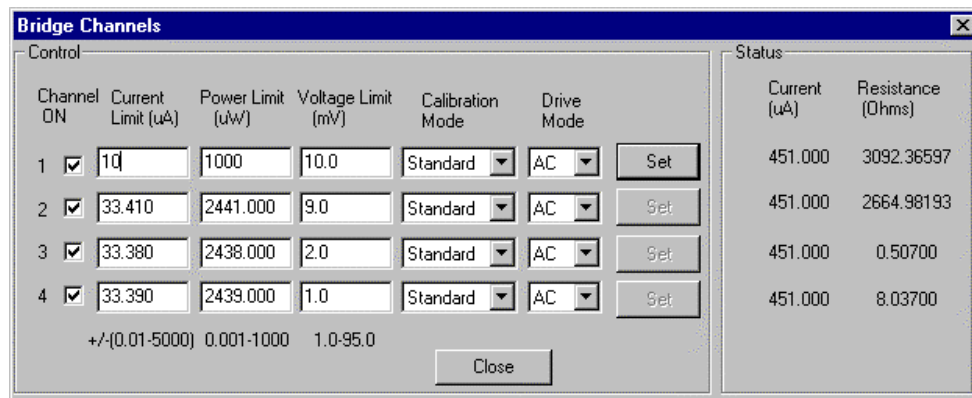 Bridge Channels
Control
Channel ON Current Limit (uA) Power Limit (uW) Voltage Limit (mV) Calibration Mode Drive Mode
1 10 1000 10.0 Standard AC Set
2 33.410 2441.000 9.0 Standard AC Set
3 33.380 2438.000 2.0 Standard AC Set
4 33.390 2439.000 1.0 Standard AC Set
+/-(0.01-5000) 0.001-1000 1.0-95.0
Close
Status
Current (uA) Resistance (Ohms)
451.000 3092.36597
451.000 2664.98193
451.000 0.50700
451.000 8.03700